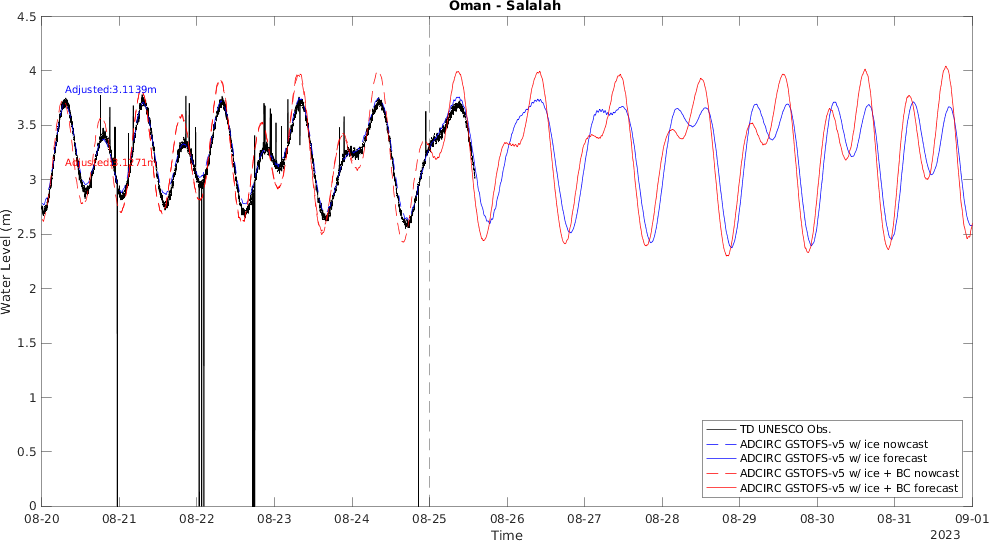 Oman - Salalah
4.5
4
3.5
3
2.5
2
1.5
1
0.5
0
Water Level (m)
Adjusted:3.1139m
Adjusted:3.1271m
TD UNESCO Obs.
ADCIRC GSTOFS-v5 w/ ice nowcast
ADCIRC GSTOFS-v5 w/ ice forecast
ADCIRC GSTOFS-v5 w/ ice + BC nowcast
ADCIRC GSTOFS-v5 w/ ice + BC forecast
08-20 08-21 08-22 08-23 08-24 08-25 08-26 08-27 08-28 08-29 08-30 08-31 09-01
Time
2023